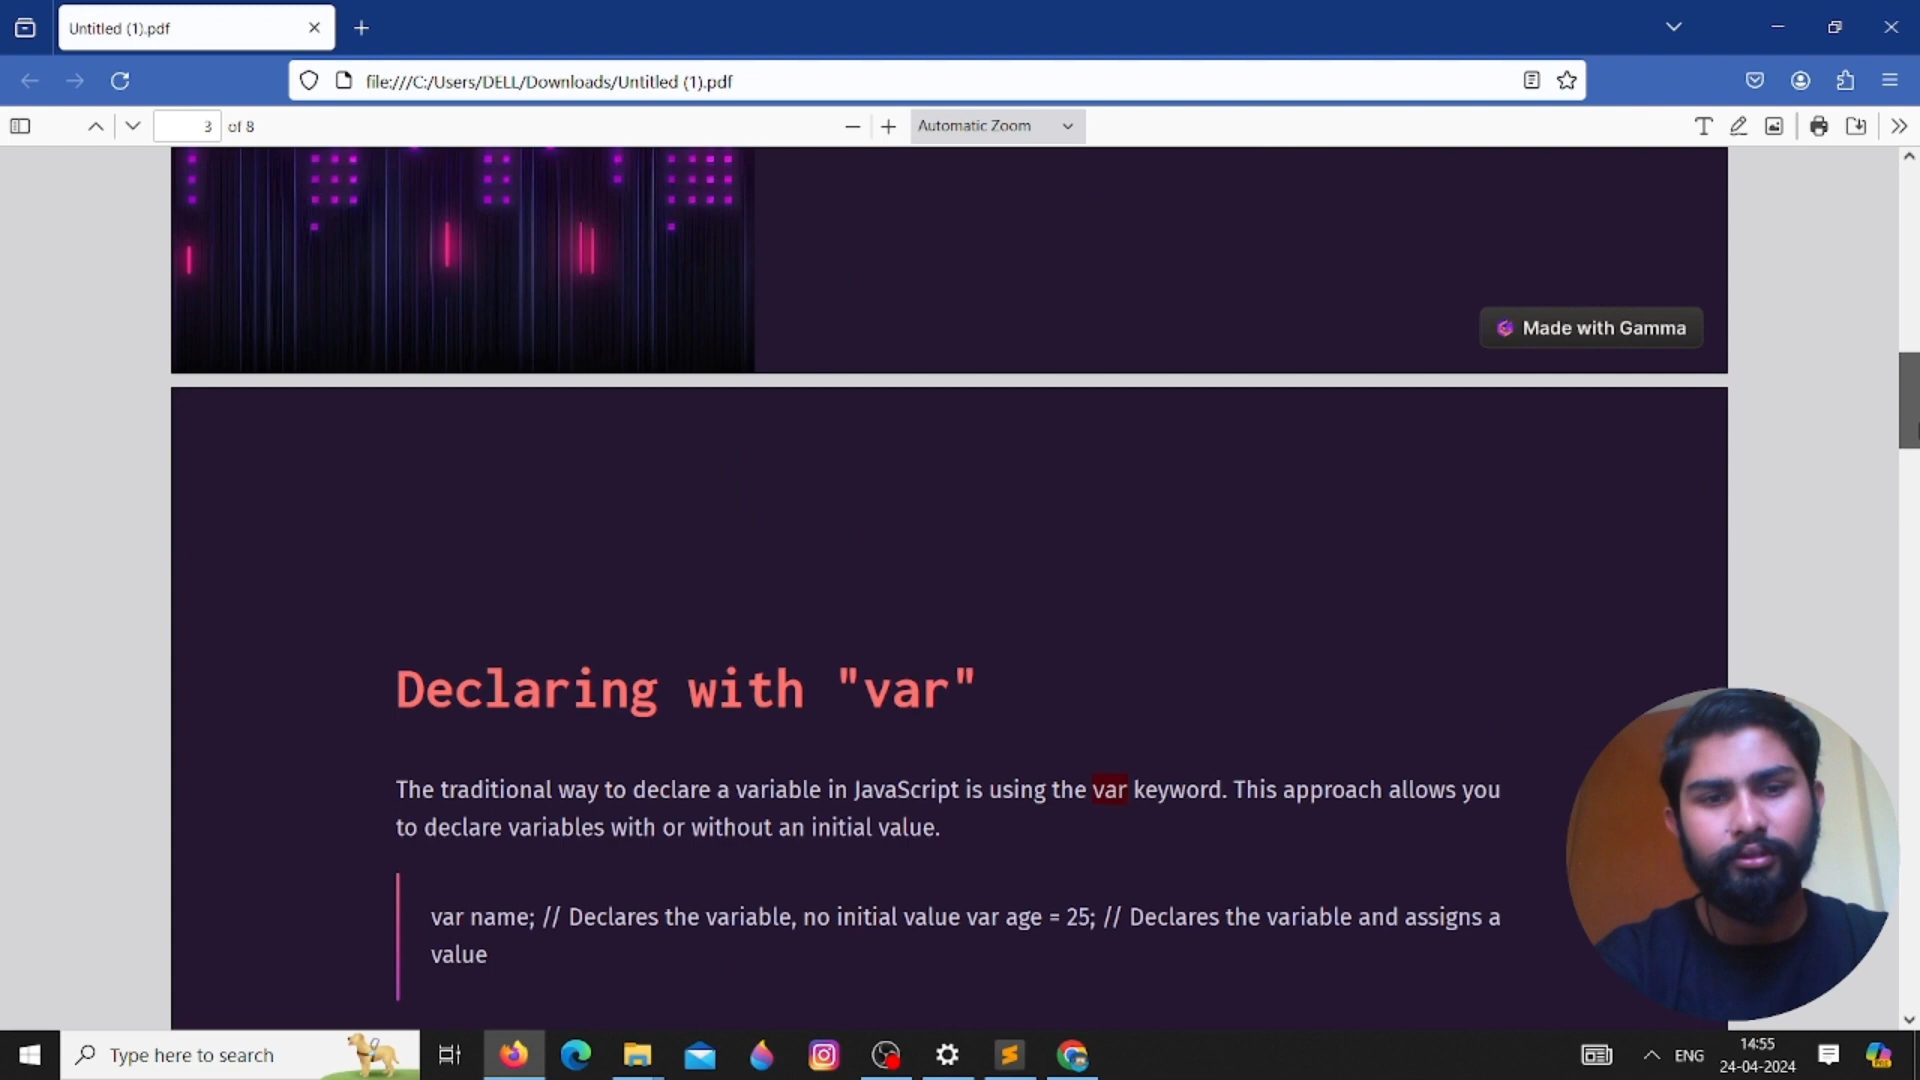 Untitled (1).pdf
file:///C:/Users/DELL/Downloads/Untitled (1).pdf
3 of 8
Automatic Zoom
Made with Gamma
Declaring with "var"
The traditional way to declare a variable in JavaScript is using the var keyword. This approach allows you
to declare variables with or without an initial value.
var name; // Declares the variable, no initial value var age = 25; // Declares the variable and assigns a
value
Type here to search
ENG
14:55
24-04-2024